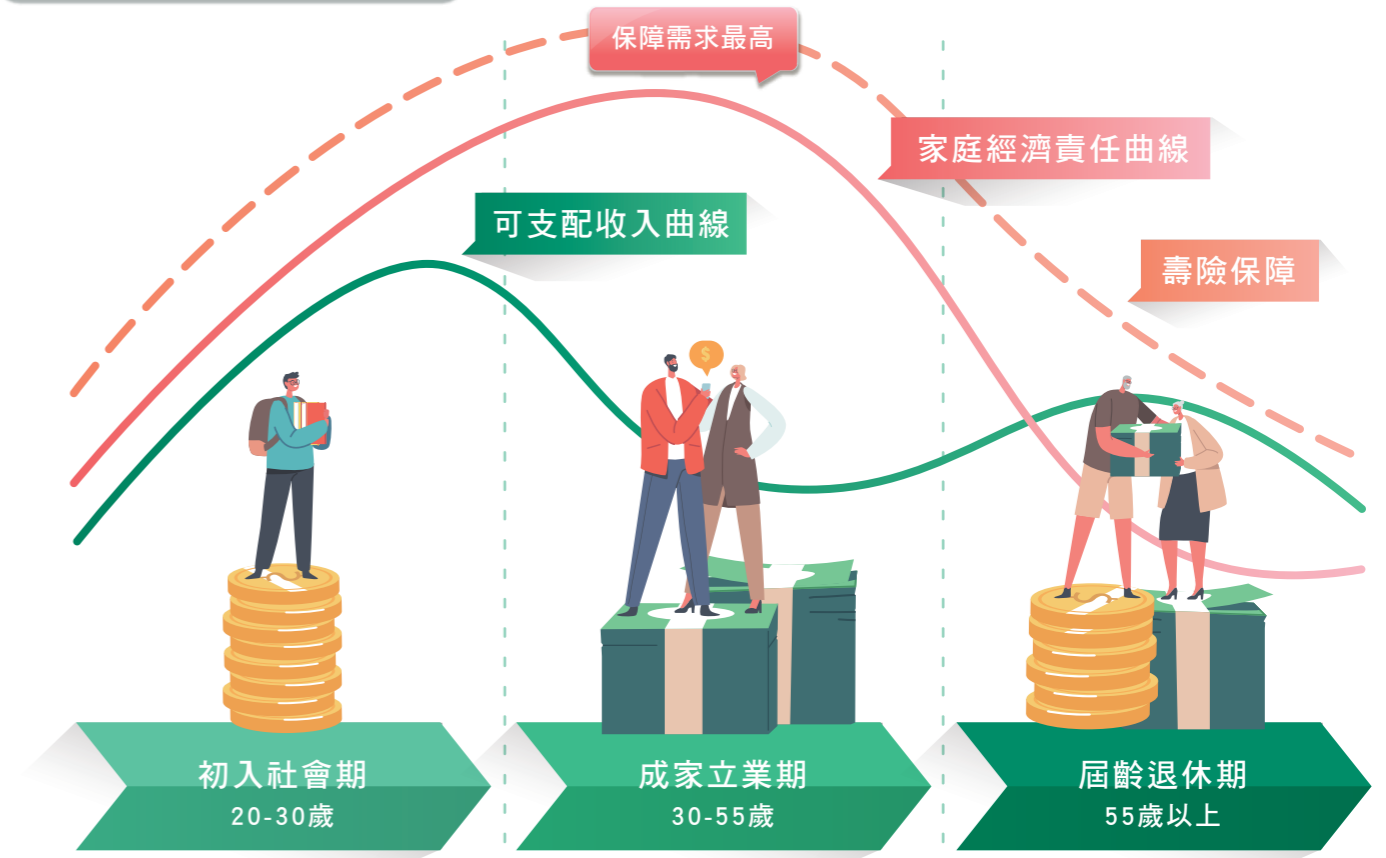 保障需求最高
家庭經濟責任曲線
可支配收入曲線
壽險保障
$
初入社會期
20-30歲
成家立業期
30-55歲
屆齡退休期
55歲以上